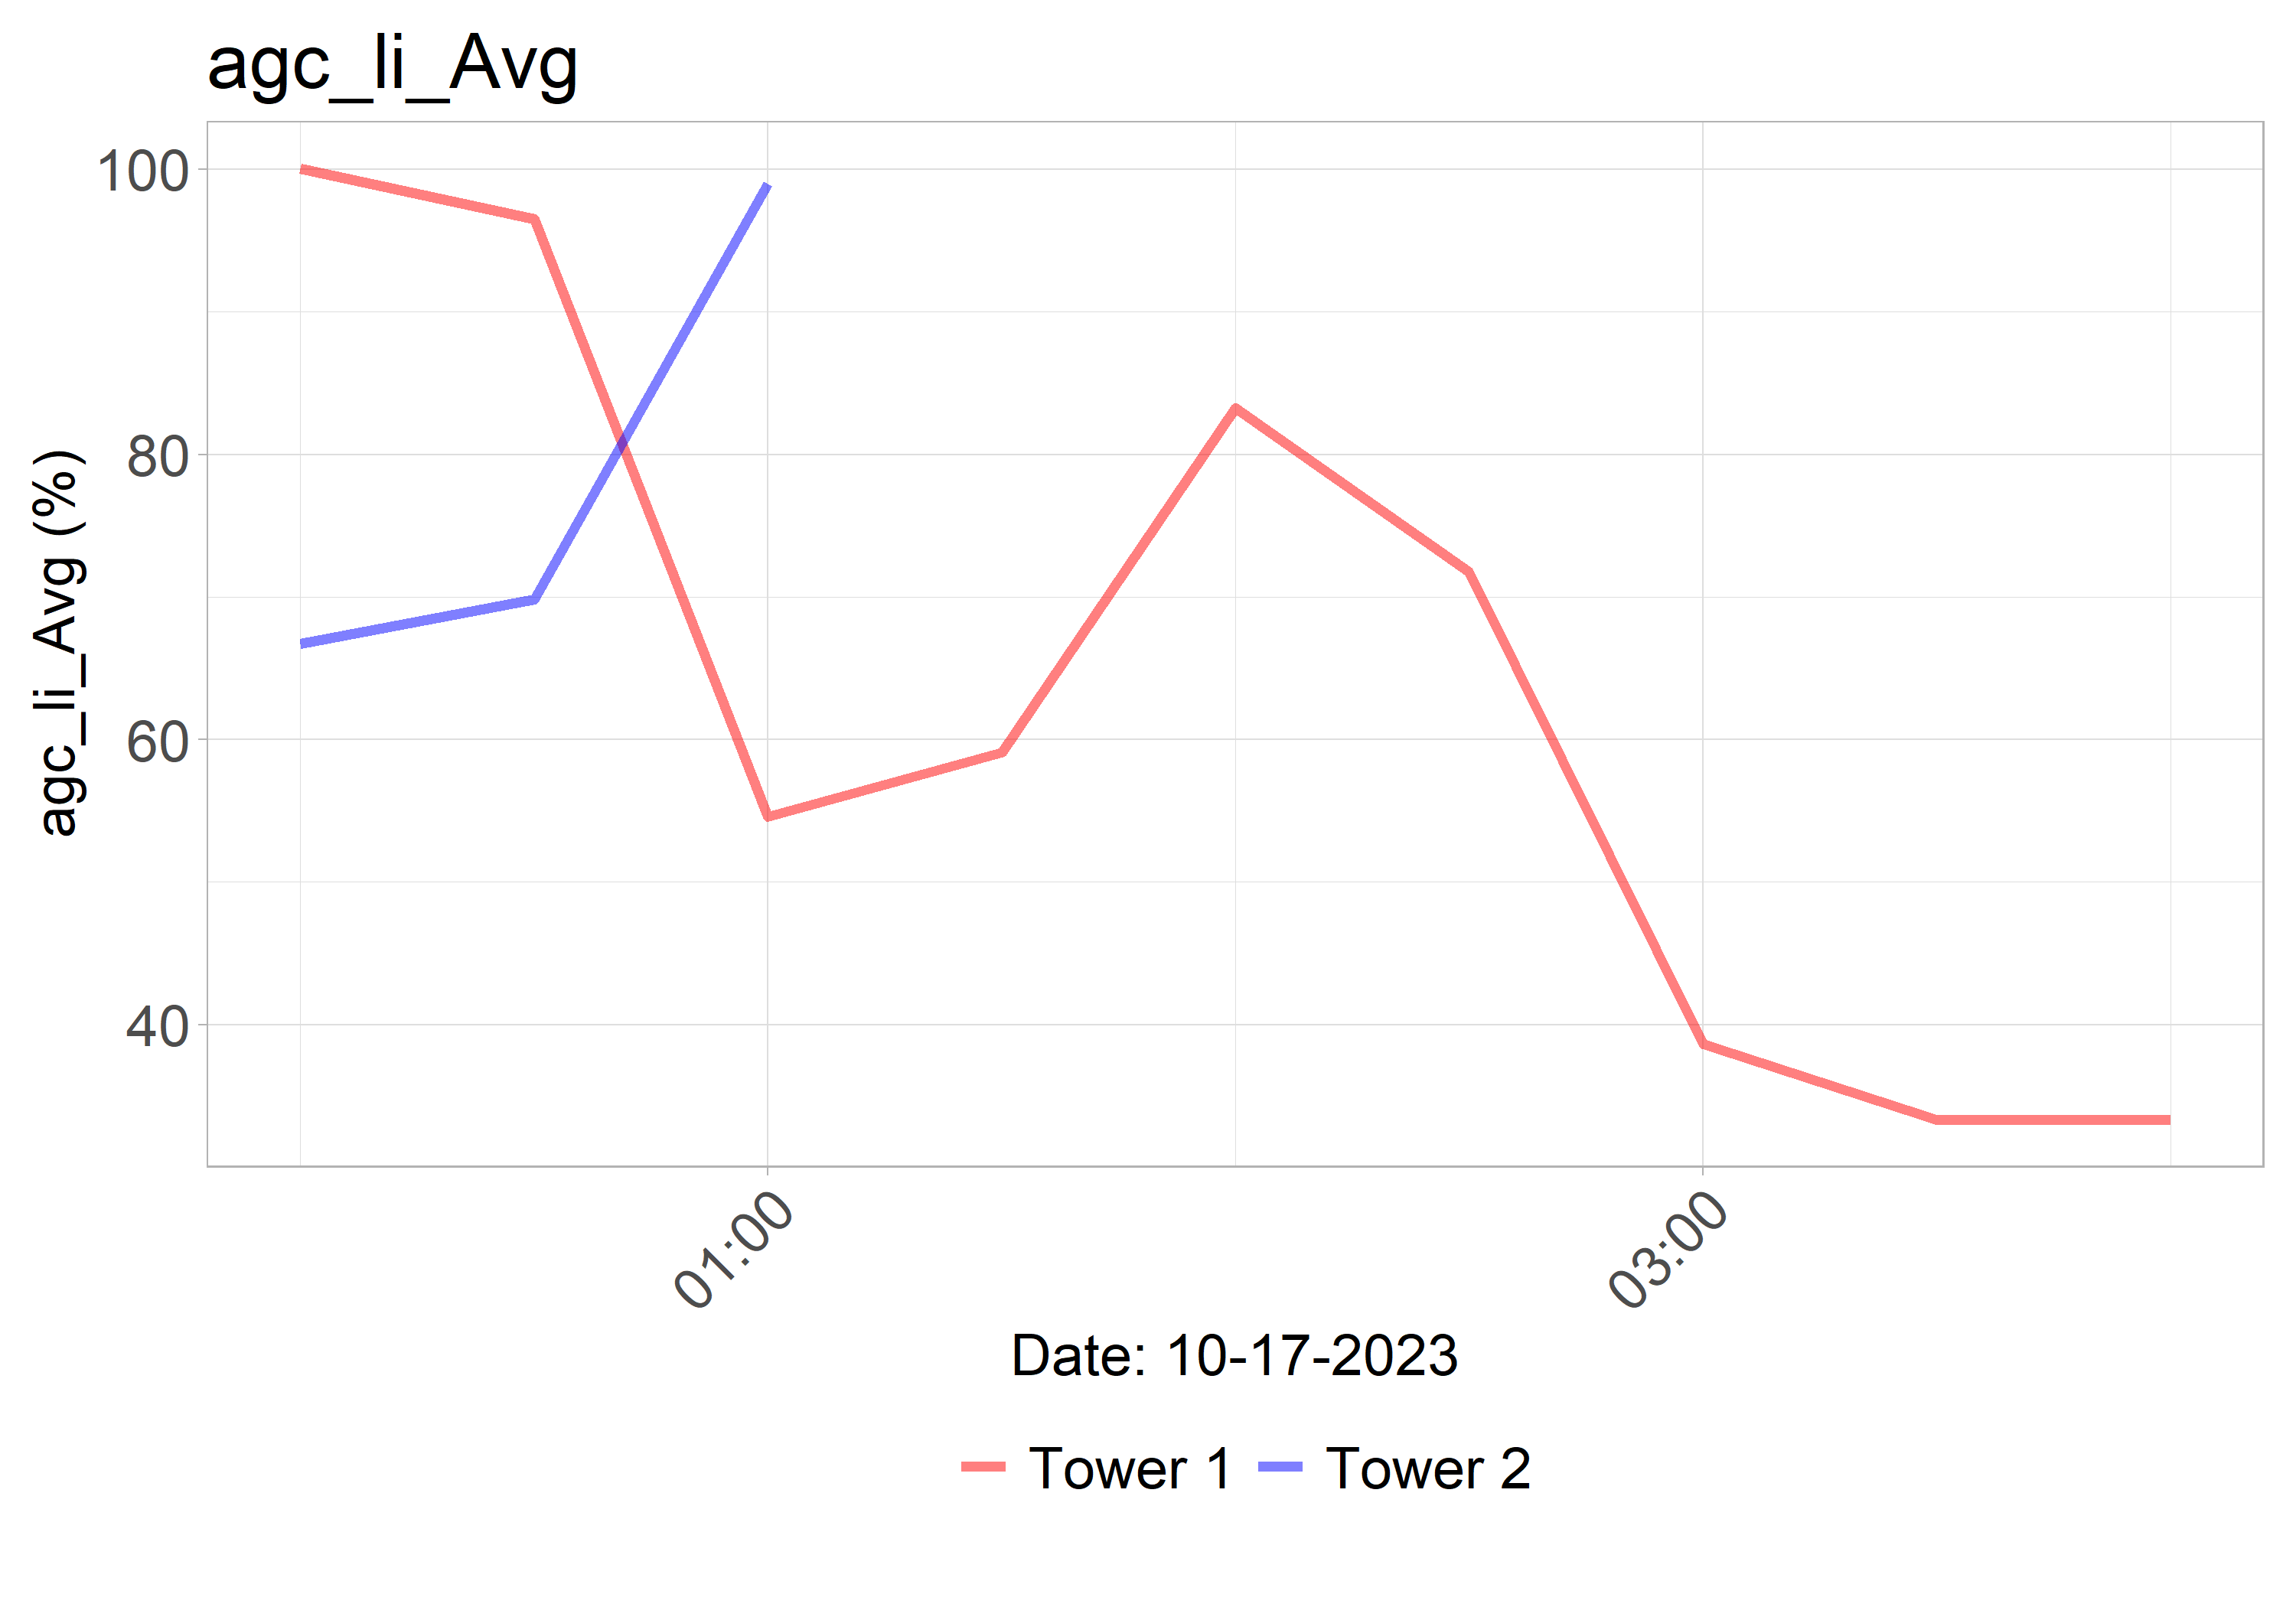 agc_li_Avg
agc_li_Avg (%)
100
80
60
40
01:00
03:00
Date: 10-17-2023
Tower 1
Tower 2